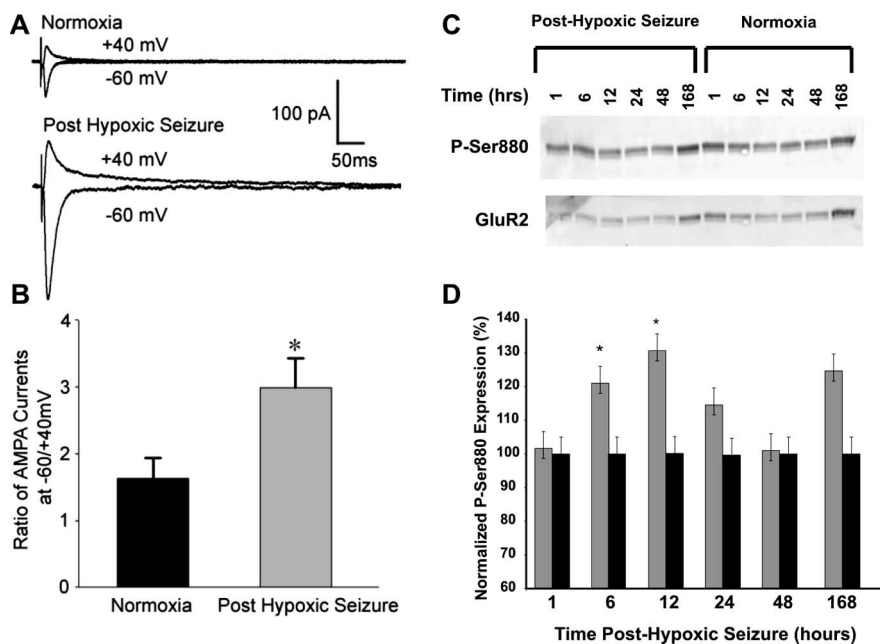 A
Normoxia
+40 mV
-60 mV
100 pA
50ms
Post Hypoxic Seizure
+40 mV
-60 mV
B
4
3
2
1
0
*
Ratio of AMPA Currents
at -60/+40mV
Normoxia Post Hypoxic Seizure
C
Post-Hypoxic Seizure Normoxia
Time (hrs) 1 6 12 24 48 168 1 6 12 24 48 168
P-Ser880
GluR2
D
140
130
120
110
100
90
80
70
60
* *
Normalized P-Ser880 Expression (%)
1 6 12 24 48 168
Time Post-Hypoxic Seizure (hours)